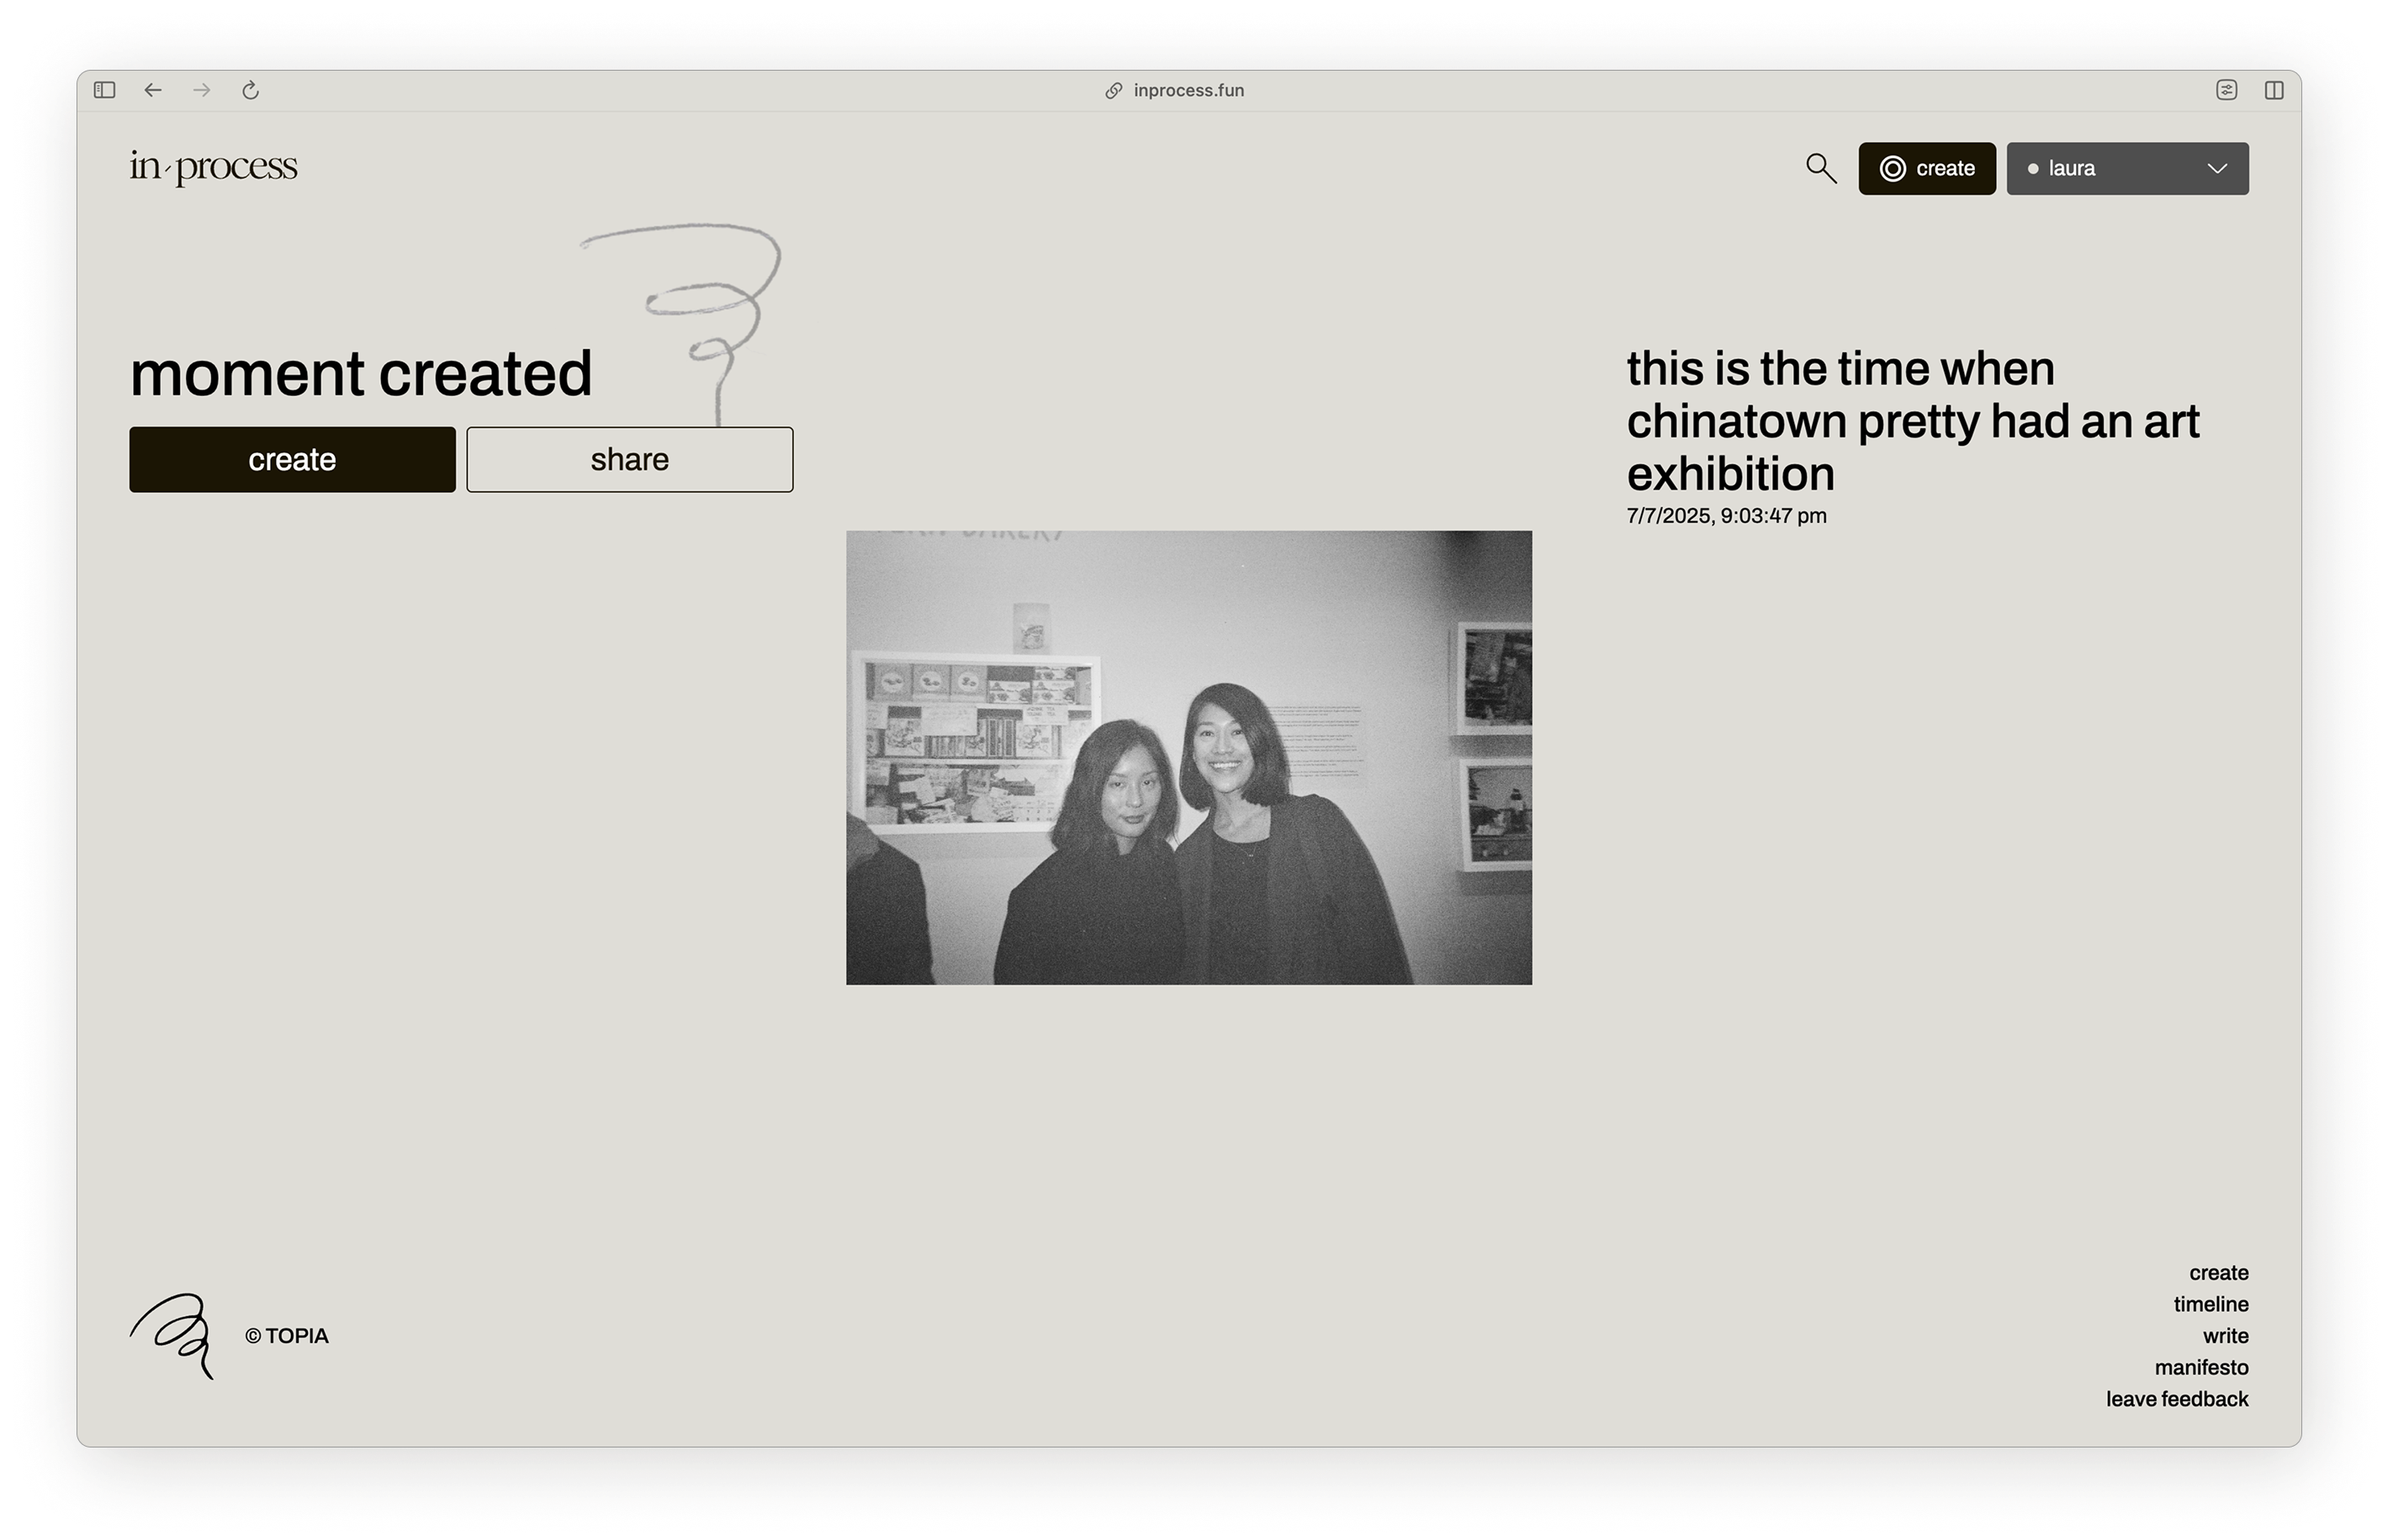 inprocess.fun
in process
create
laura
moment created
create
share
this is the time when
chinatown pretty had an art
exhibition
7/7/2025, 9:03:47 pm
© TOPIA
create
timeline
write
manifesto
leave feedback